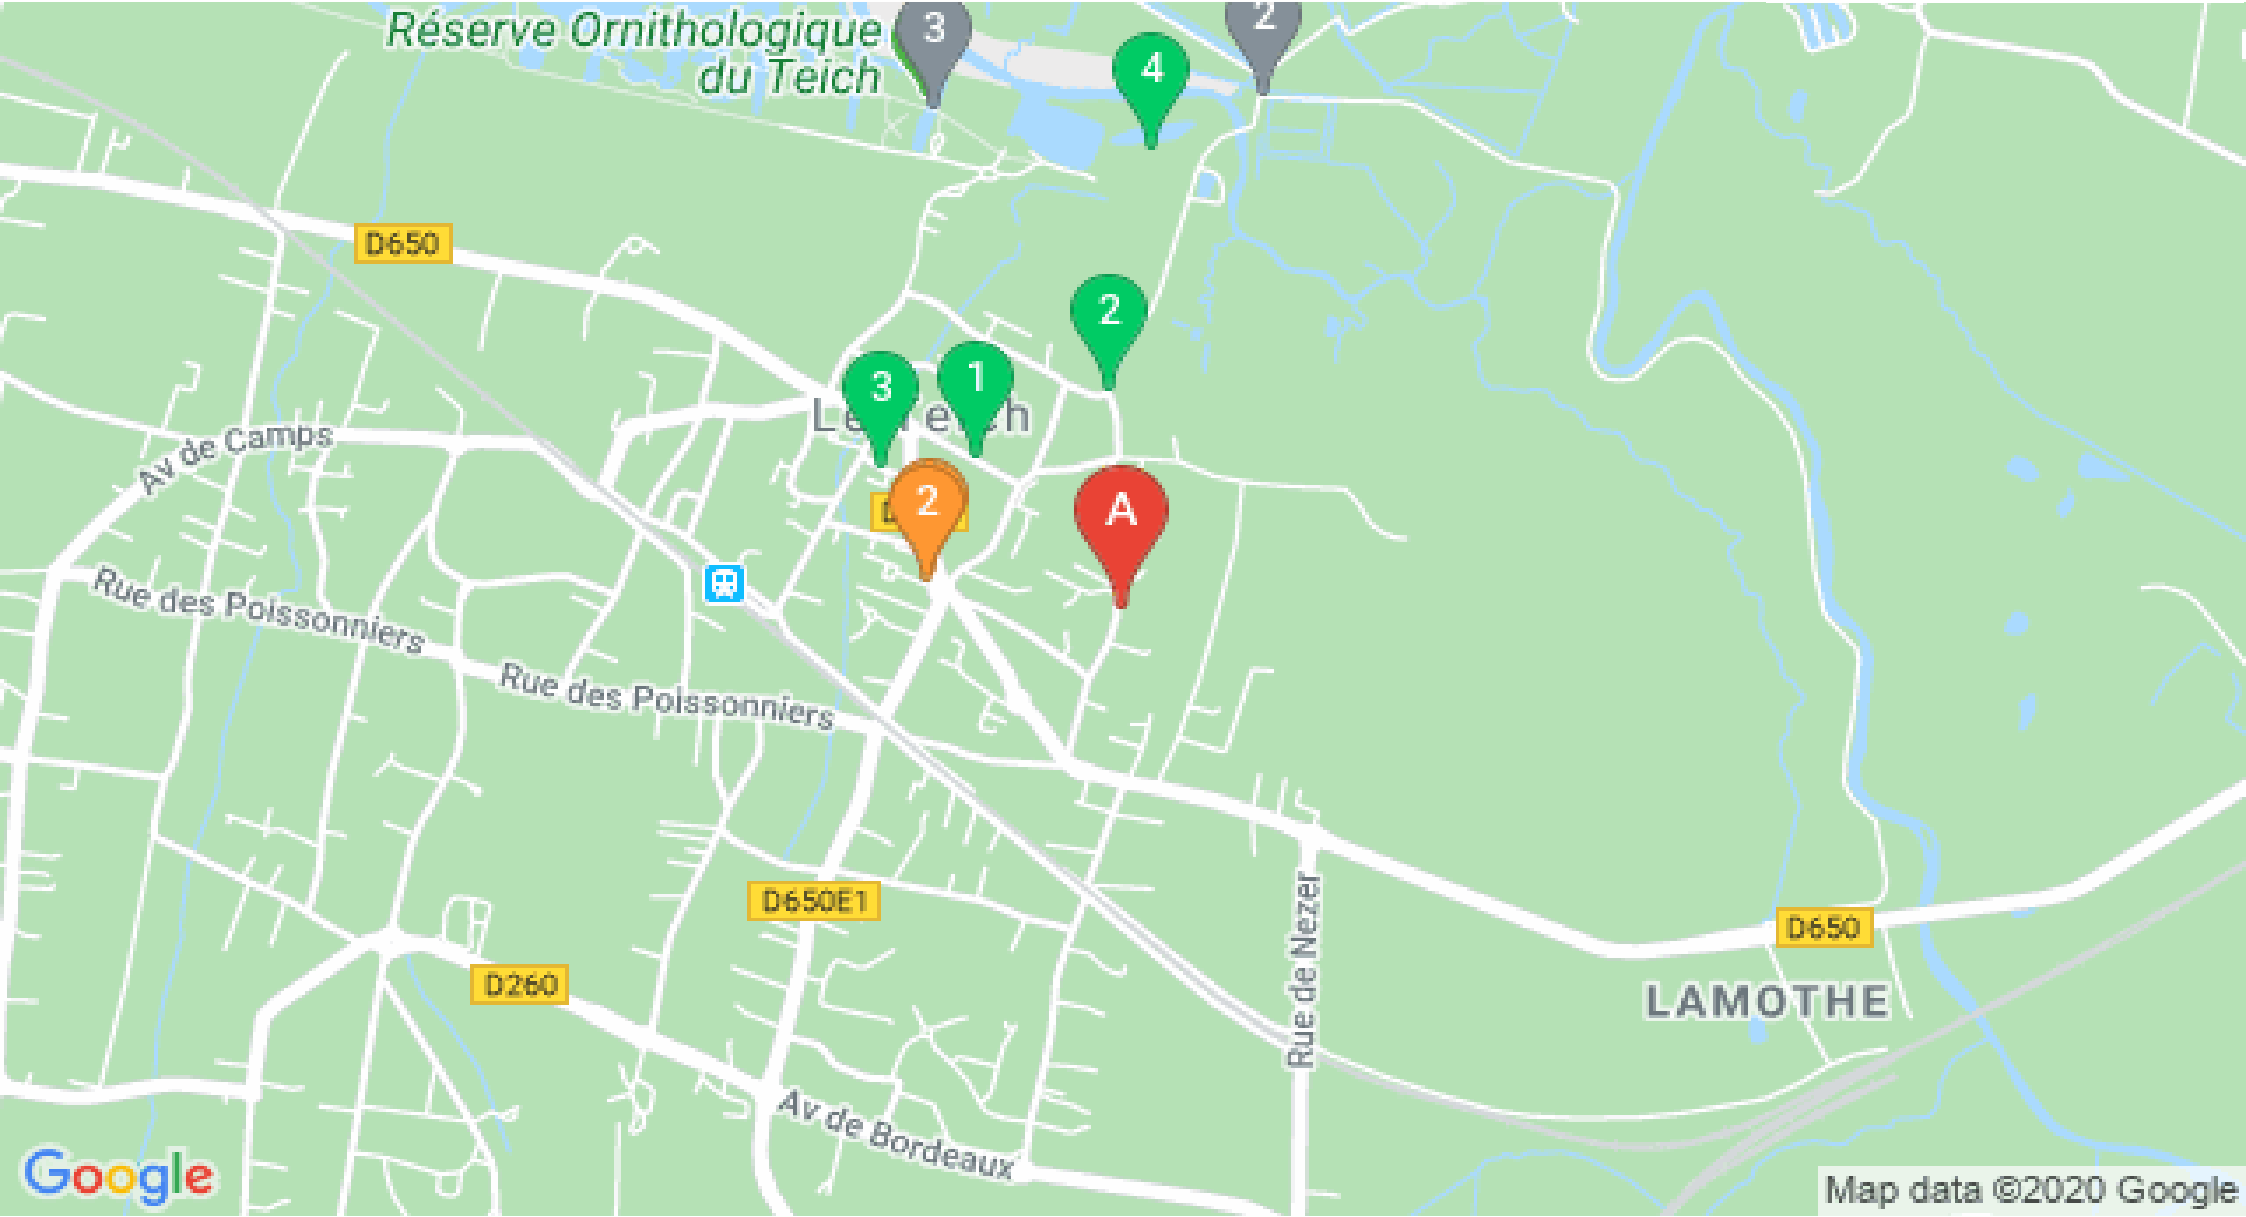 Réserve Ornithologique
du Teich
3
2
4
D650
2
3
1
Av de Camps
2
A
Rue des Poissonniers
Rue des Poissonniers
D650E1
D650
D260
LAMOTHE
Rue de Nezer
Av de Bordeaux
Google
Map data ©2020 Google